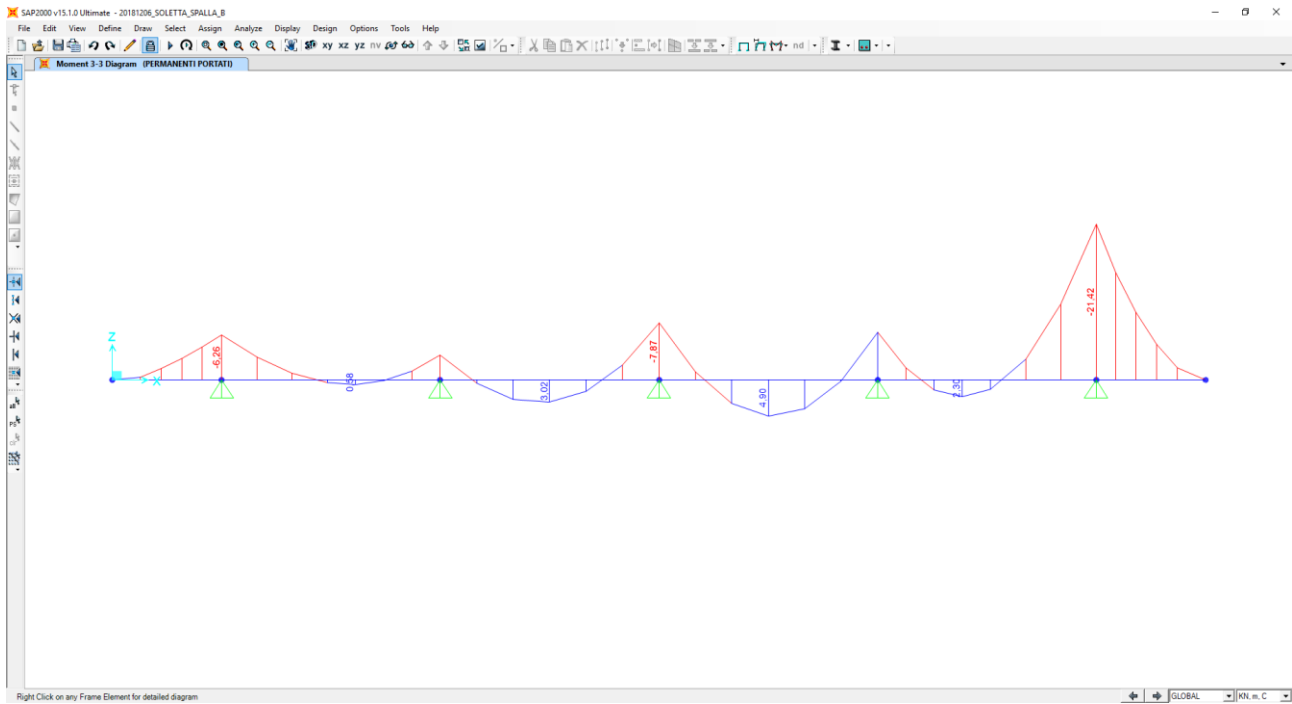 SAP2000 v15.1.0 Ultimate - 20181206_SOLETTA_SPALLA_B
File Edit View Define Draw Select Assign Analyze Display Design Options Tools Help
xy xz yz nv nd
Moment 3-3 Diagram (PERMANENTI PORTATI)
Z
X
-6,26
0,58
3,02
-7,87
4,90
2,30
-21,42
Right Click on any Frame Element for detailed diagram
GLOBAL
KN, m, C